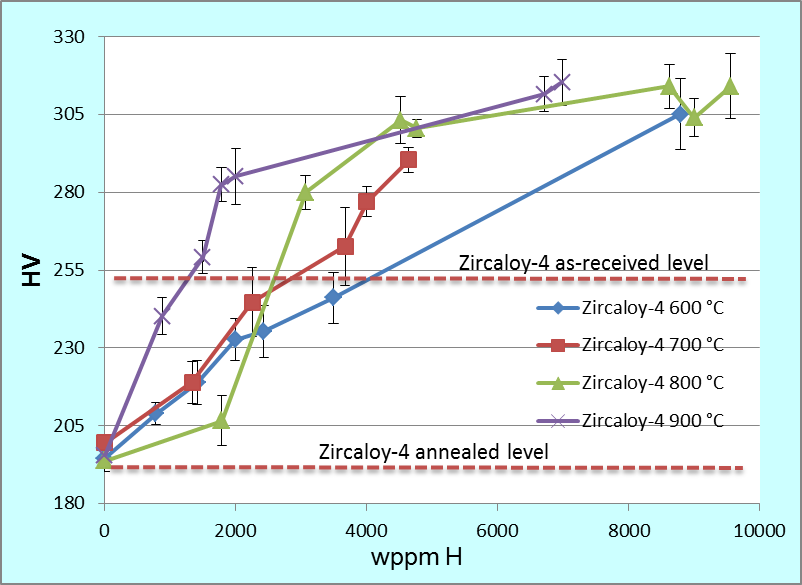 330
305
280
255
230
205
180
HV
Zircaloy-4 as-received level
Zircaloy-4 600 °C
Zircaloy-4 700 °C
Zircaloy-4 800 °C
Zircaloy-4 900 °C
Zircaloy-4 annealed level
0 2000 4000 6000 8000 10000
wppm H